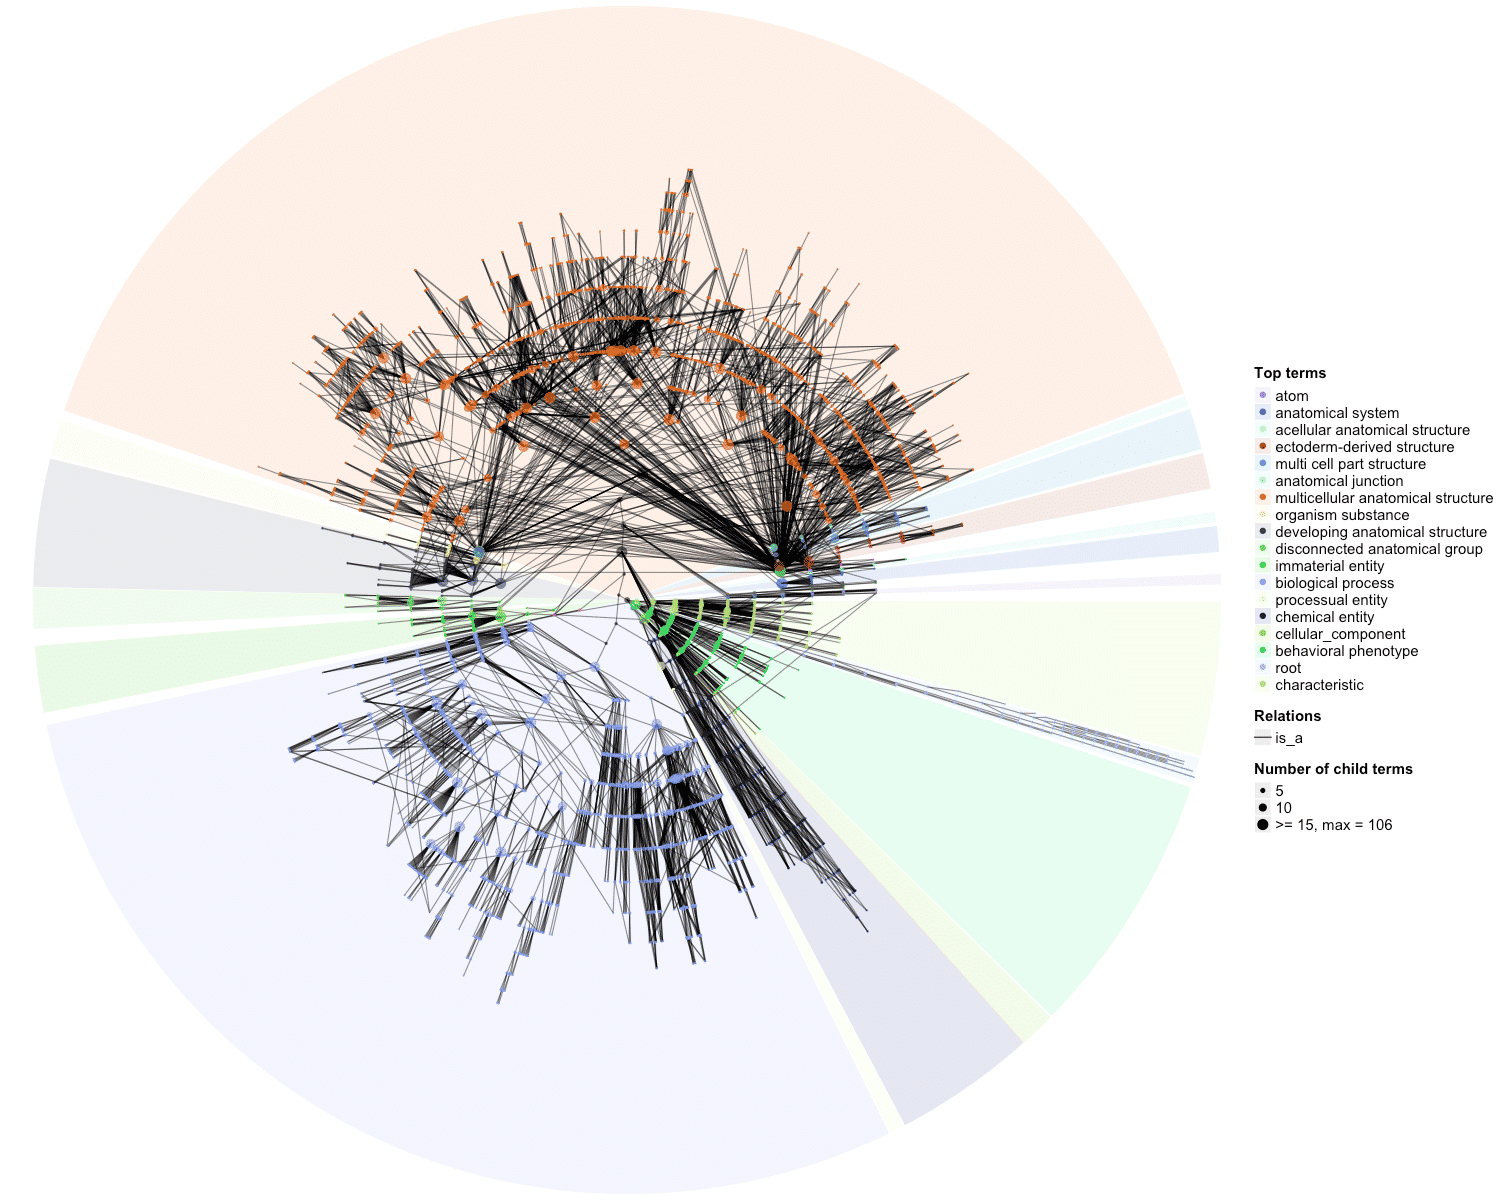 Top terms
atom
anatomical system
acellular anatomical structure
ectoderm-derived structure
multi cell part structure
anatomical junction
multicellular anatomical structure
organism substance
developing anatomical structure
disconnected anatomical group
immaterial entity
biological process
processual entity
chemical entity
cellular_component
behavioral phenotype
root
characteristic
Relations
is_a
Number of child terms
5
10
>= 15, max = 106